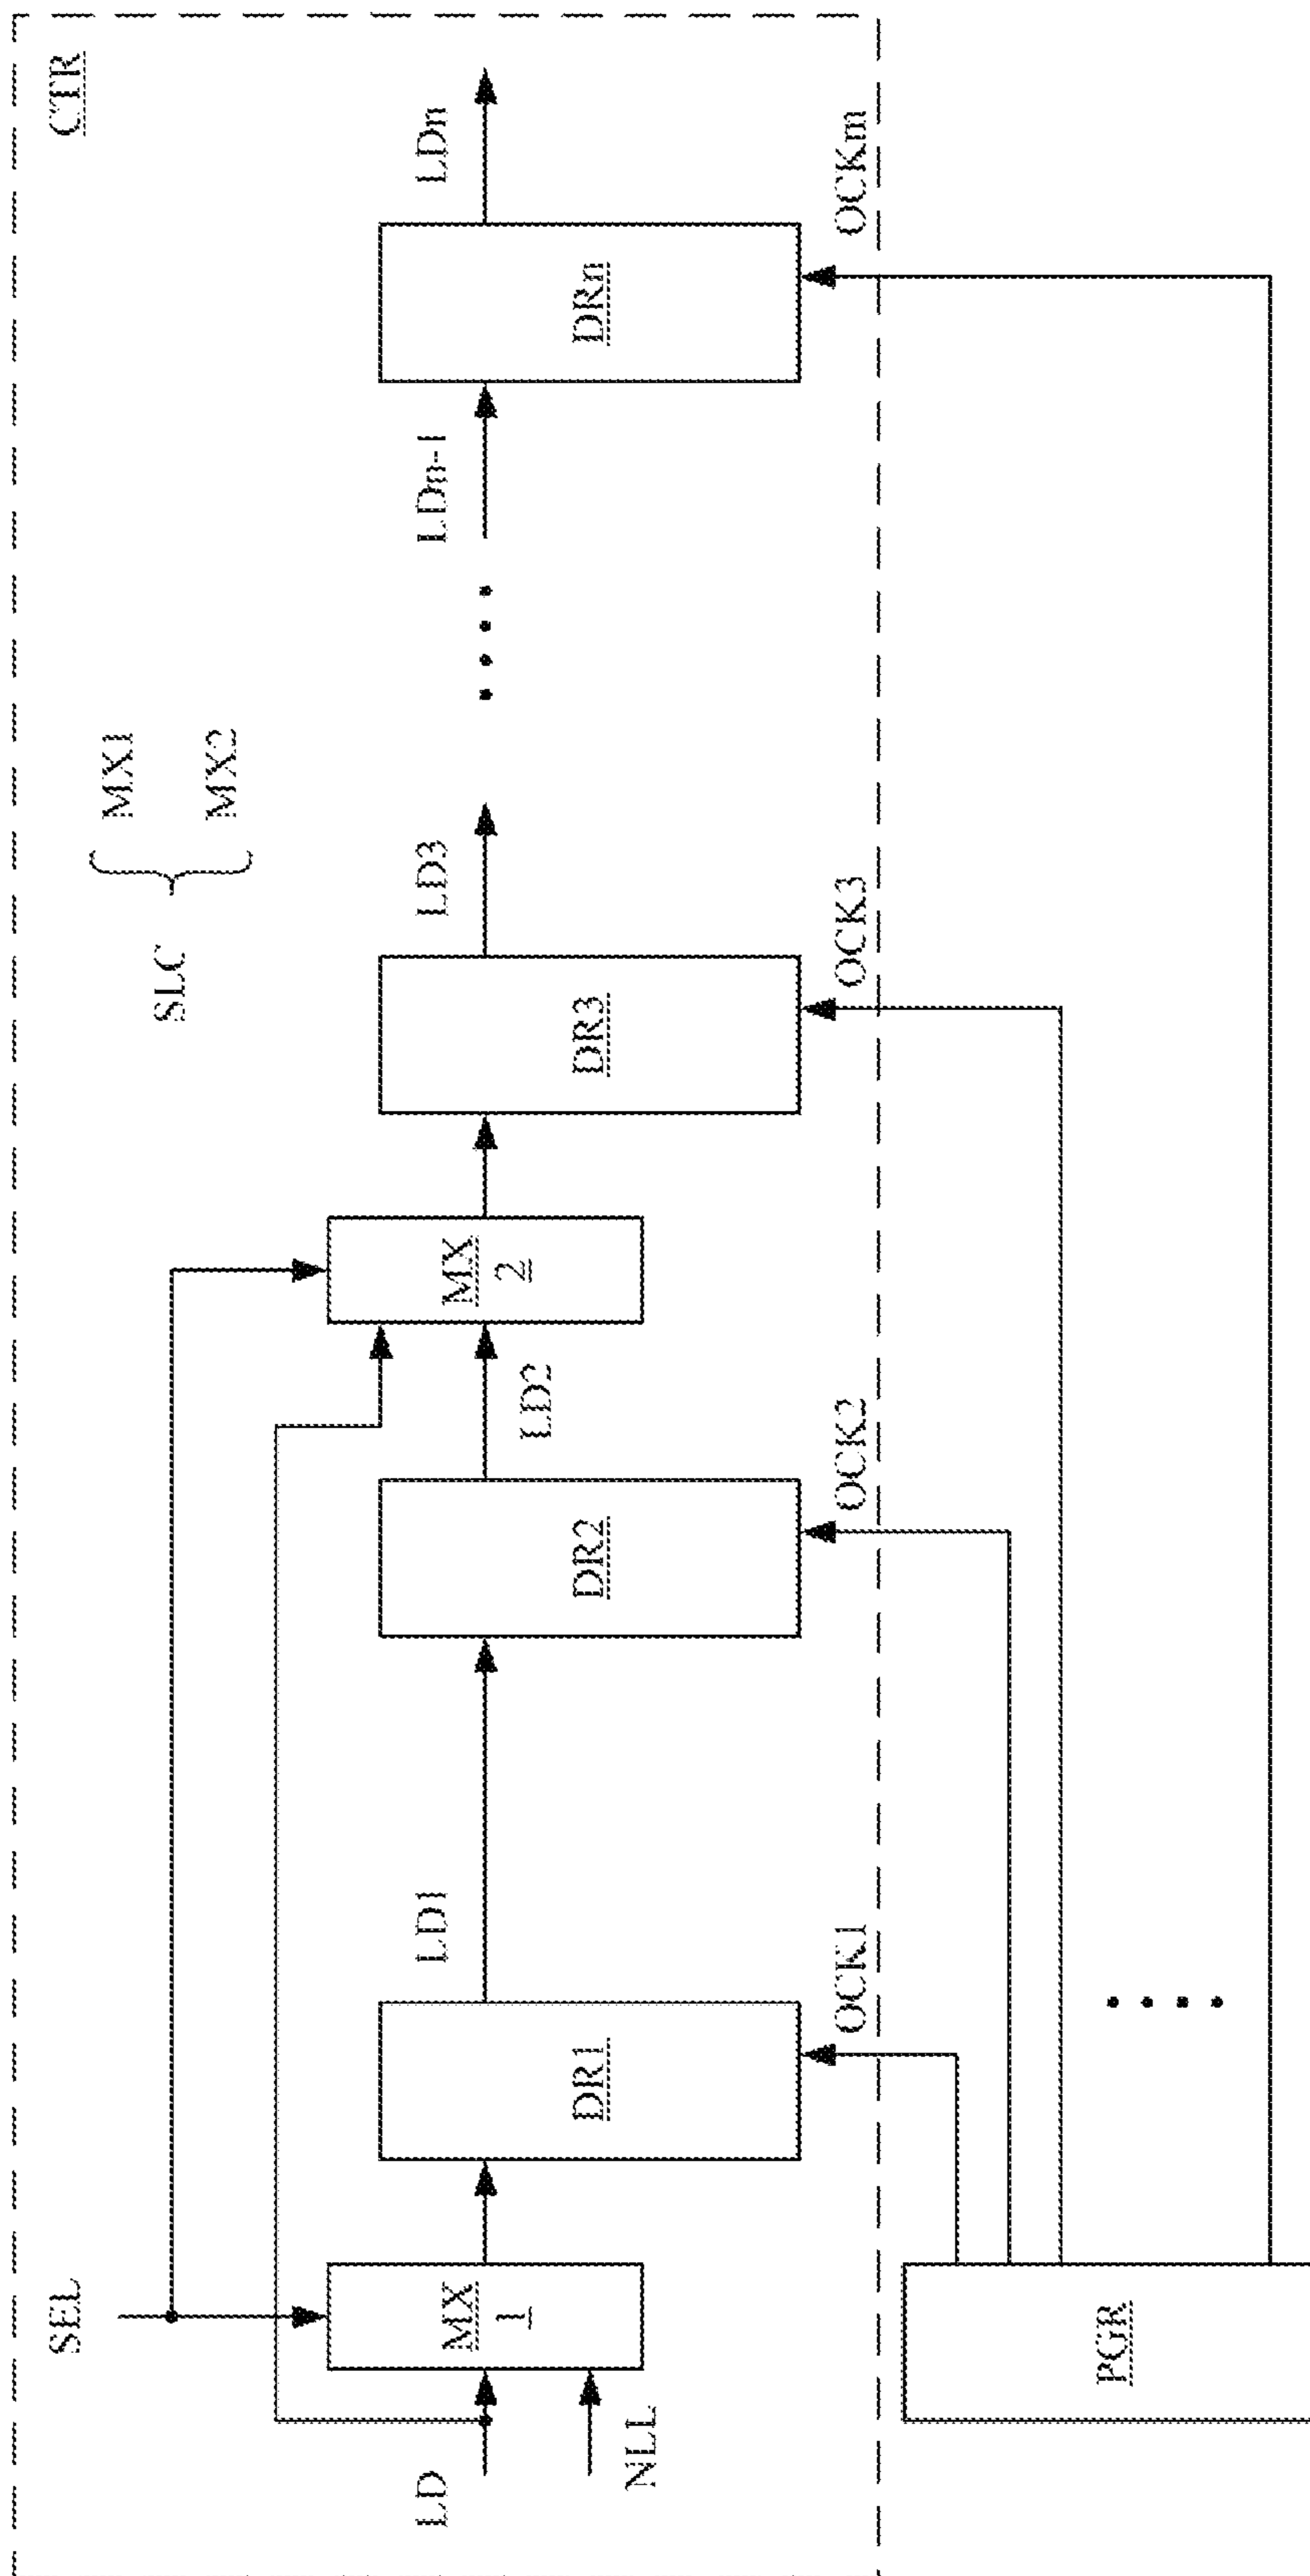 CTR
SEL
SLC
MX1
MX2
LD
NLL
MX
1
DR1
LD1
DR2
LD2
MX
2
DR3
LD3
LDn-1
DRn
LDn
OCK1
OCK2
OCK3
OCKm
PGR